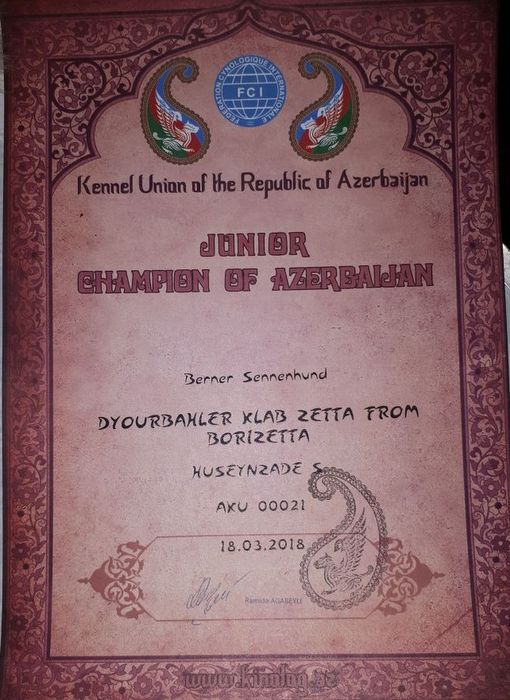 FEDERATION CYNOLOGIQUE INTERNATIONALE
FCI
Kennel Union of the Republic of Azerbaijan
JUNIOR
CHAMPION OF AZERBAIJAN
Berner Sennenhund
DYOURBAHLER KLAB ZETTA FROM
BORIZETTA
HUSEYNZADE S.
AKU 00021
18.03.2018
AGABEYLI